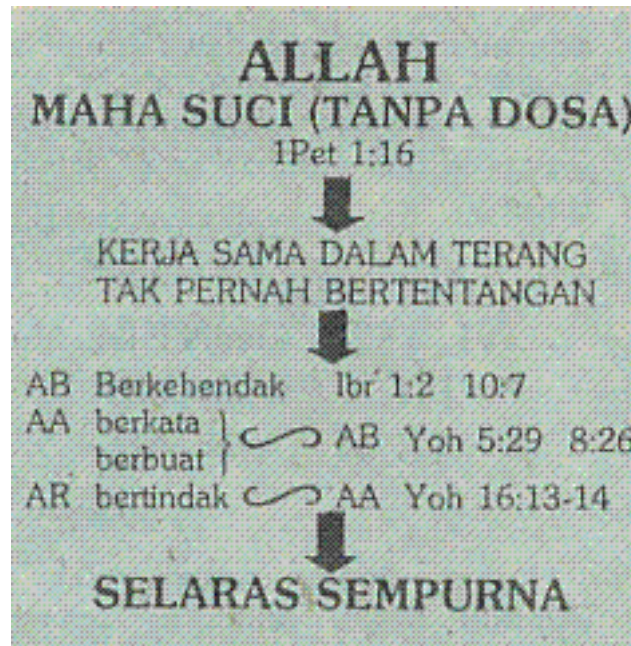 ALLAH
MAHA SUCI (TANPA DOSA)
1Pet 1:16
KERJA SAMA DALAM TERANG
TAK PERNAH BERTENTANGAN
AB Berkehendak Ibr 1:2 10:7
AA berkata
berbuat AB Yoh 5:29 8:26
AR bertindak AA Yoh 16:13-14
SELARAS SEMPURNA